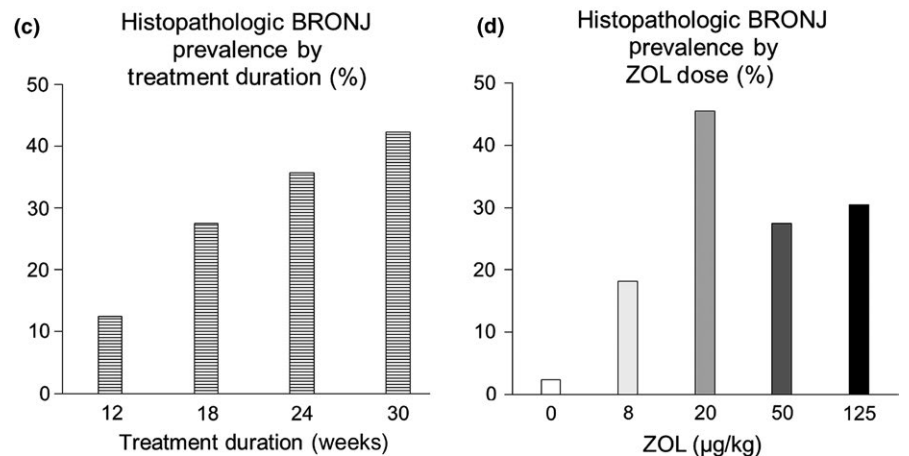 (c)
Histopathologic BRONJ
prevalence by
treatment duration (%)
50
40
30
20
10
0
12 18 24 30
Treatment duration (weeks)
(d)
Histopathologic BRONJ
prevalence by
ZOL dose (%)
50
40
30
20
10
0
0 8 20 50 125
ZOL (µg/kg)